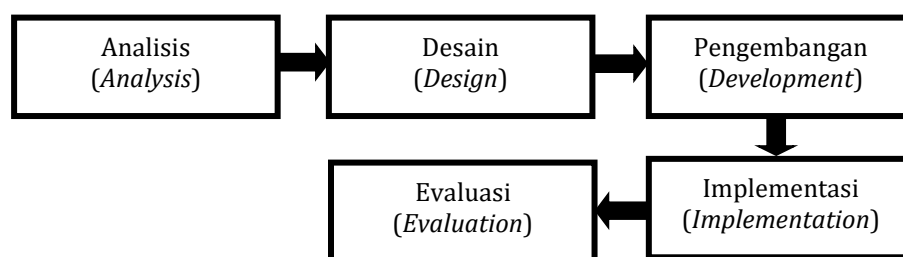 Analisis
(Analysis)
Desain
(Design)
Pengembangan
(Development)
Implementasi
(Implementation)
Evaluasi
(Evaluation)